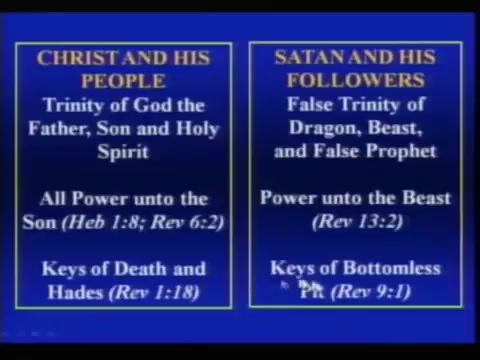 CHRIST AND HIS
PEOPLE
Trinity of God the
Father, Son and Holy
Spirit
All Power unto the
Son (Heb 1:8; Rev 6:2)
Keys of Death and
Hades (Rev 1:18)
SATAN AND HIS
FOLLOWERS
False Trinity of
Dragon, Beast,
and False Prophet
Power unto the Beast
(Rev 13:2)
Keys of Bottomless
Pit (Rev 9:1)